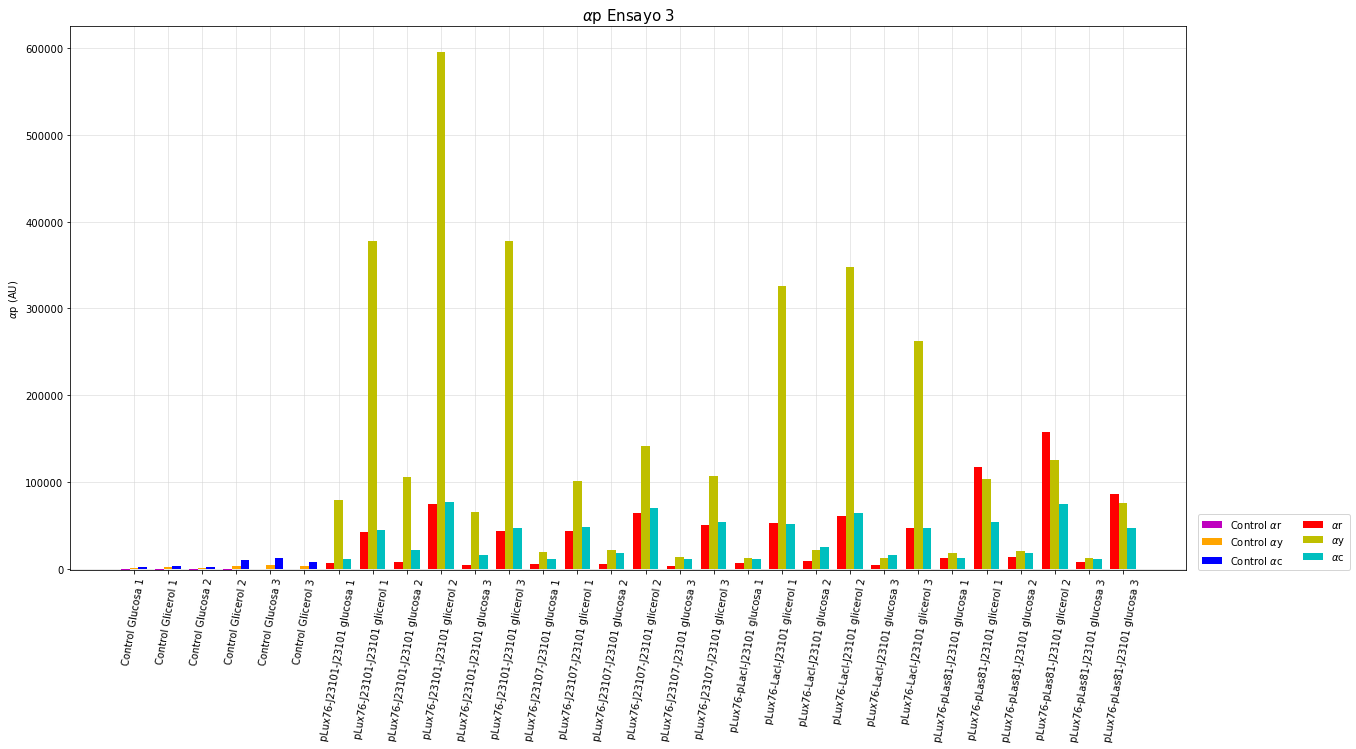 αp Ensayo 3
αp (AU)
600000
500000
400000
300000
200000
100000
0
Control Glucosa 1
Control Glicerol 1
Control Glucosa 2
Control Glicerol 2
Control Glucosa 3
Control Glicerol 3
pLux76-J23101-J23101 glucosa 1
pLux76-J23101-J23101 glicerol 1
pLux76-J23101-J23101 glucosa 2
pLux76-J23101-J23101 glicerol 2
pLux76-J23101-J23101 glucosa 3
pLux76-J23101-J23101 glicerol 3
pLux76-J23107-J23101 glucosa 1
pLux76-J23107-J23101 glicerol 1
pLux76-J23107-J23101 glucosa 2
pLux76-J23107-J23101 glicerol 2
pLux76-J23107-J23101 glucosa 3
pLux76-J23107-J23101 glicerol 3
pLux76-pLacI-J23101 glucosa 1
pLux76-LacI-J23101 glicerol 1
pLux76-LacI-J23101 glucosa 2
pLux76-LacI-J23101 glicerol 2
pLux76-LacI-J23101 glucosa 3
pLux76-LacI-J23101 glicerol 3
pLux76-pLas81-J23101 glucosa 1
pLux76-pLas81-J23101 glicerol 1
pLux76-pLas81-J23101 glucosa 2
pLux76-pLas81-J23101 glicerol 2
pLux76-pLas81-J23101 glucosa 3
pLux76-pLas81-J23101 glucosa 3
Control αr
Control αy
Control αc
αr
αy
αc